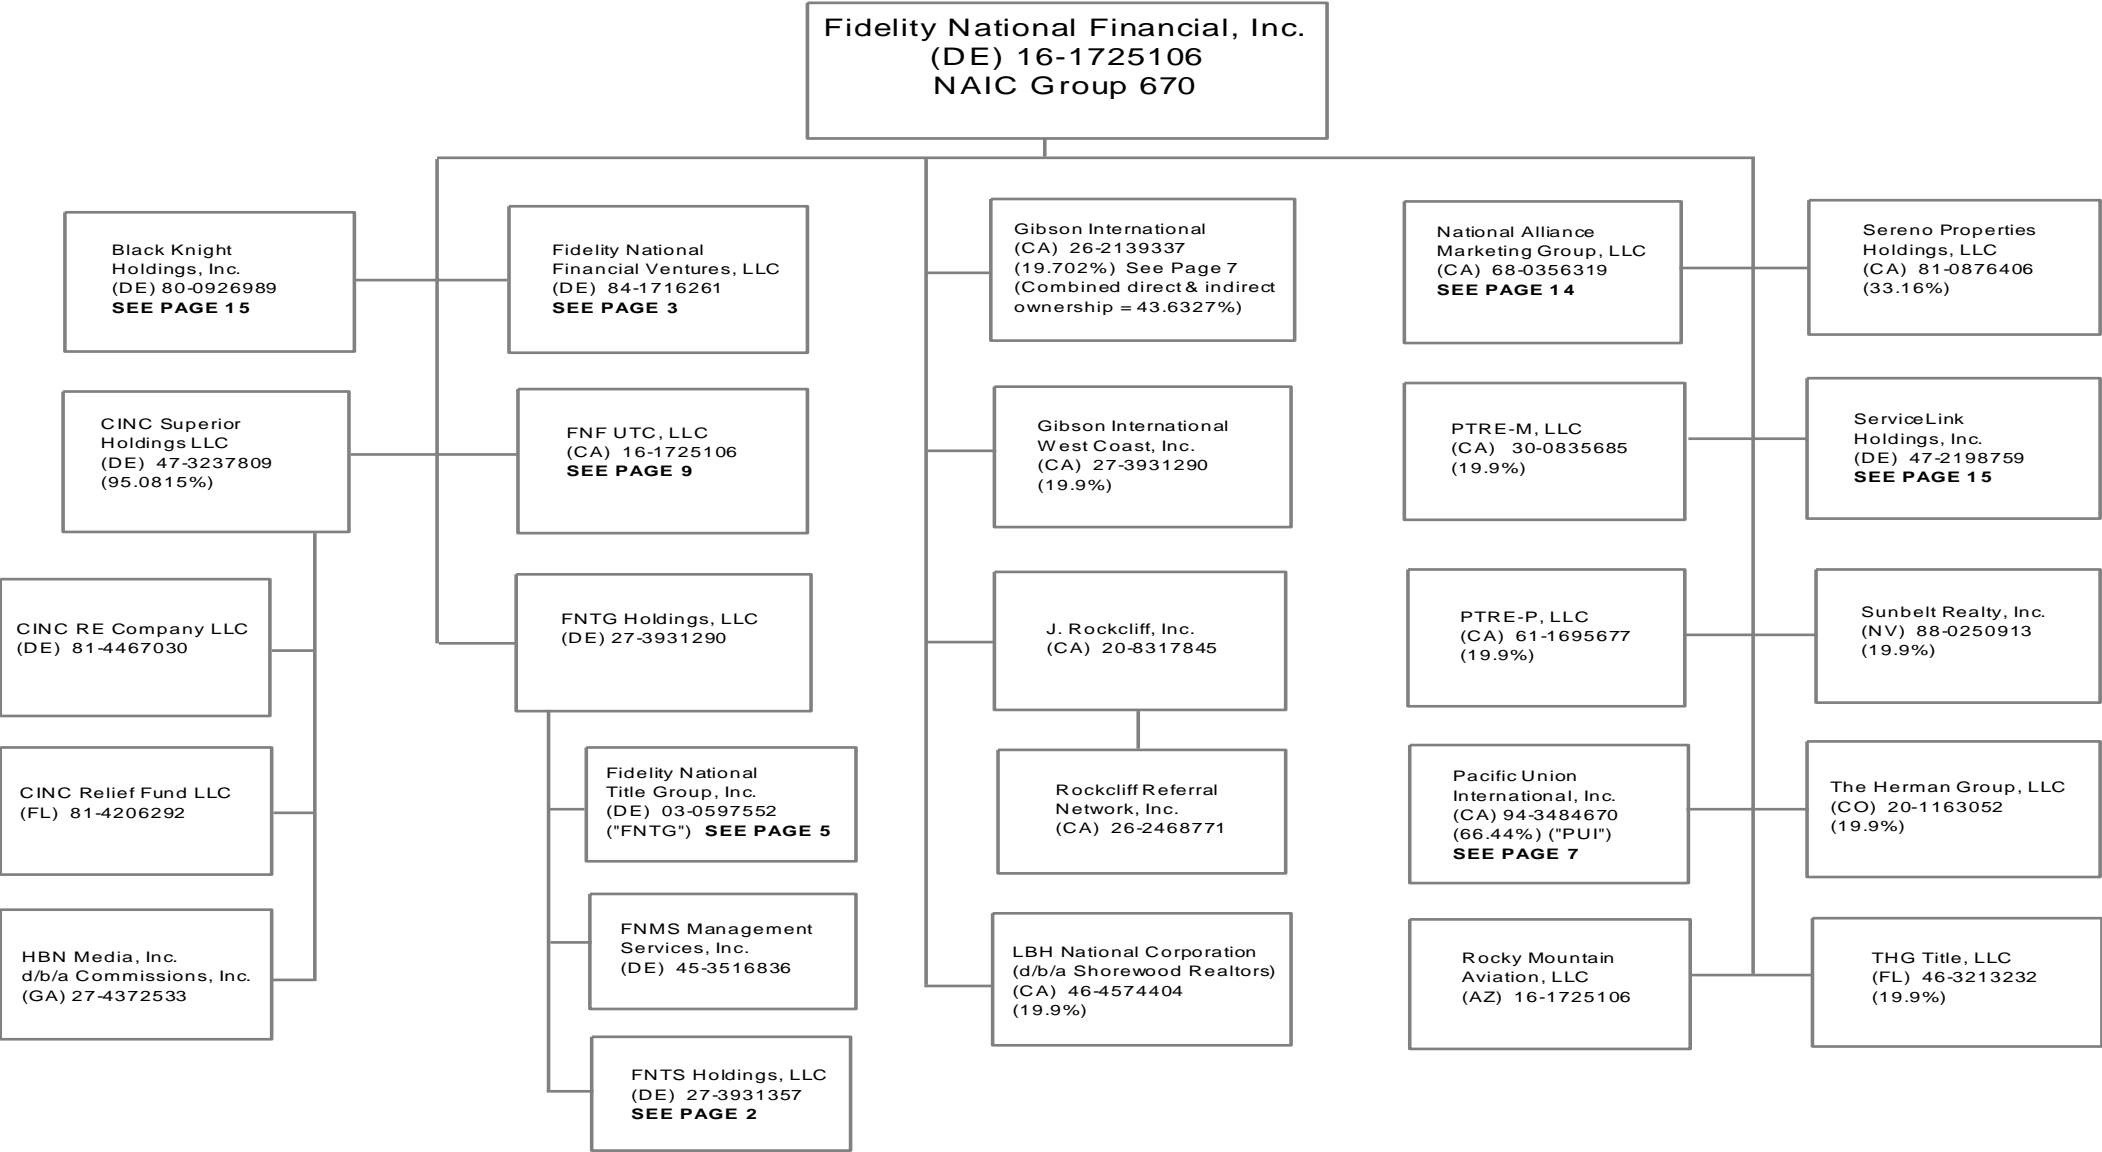 Fidelity National Financial, Inc.
(DE) 16-1725106
NAIC Group 670
Black Knight
Holdings, Inc.
(DE) 80-0926989
SEE PAGE 15
Fidelity National
Financial Ventures, LLC
(DE) 84-1716261
SEE PAGE 3
Gibson International
(CA) 26-2139337
(19.702%) See Page 7
(Combined direct & indirect
ownership = 43.6327%)
National Alliance
Marketing Group, LLC
(CA) 68-0356319
SEE PAGE 14
Sereno Properties
Holdings, LLC
(CA) 81-0876406
(33.16%)
CINC Superior
Holdings LLC
(DE) 47-3237809
(95.0815%)
FNF UTC, LLC
(CA) 16-1725106
SEE PAGE 9
Gibson International
West Coast, Inc.
(CA) 27-3931290
(19.9%)
PTRE-M, LLC
(CA) 30-0835685
(19.9%)
ServiceLink
Holdings, Inc.
(DE) 47-2198759
SEE PAGE 15
CINC RE Company LLC
(DE) 81-4467030
FNTG Holdings, LLC
(DE) 27-3931290
J. Rockcliff, Inc.
(CA) 20-8317845
PTRE-P, LLC
(CA) 61-1695677
(19.9%)
Sunbelt Realty, Inc.
(NV) 88-0250913
(19.9%)
CINC Relief Fund LLC
(FL) 81-4206292
Fidelity National
Title Group, Inc.
(DE) 03-0597552
("FNTG") SEE PAGE 5
Rockcliff Referral
Network, Inc.
(CA) 26-2468771
Pacific Union
International, Inc.
(CA) 94-3484670
(66.44%) ("PUI")
SEE PAGE 7
The Herman Group, LLC
(CO) 20-1163052
(19.9%)
HBN Media, Inc.
d/b/a Commissions, Inc.
(GA) 27-4372533
FNMS Management
Services, Inc.
(DE) 45-3516836
LBH National Corporation
(d/b/a Shorewood Realtors)
(CA) 46-4574404
(19.9%)
Rocky Mountain
Aviation, LLC
(AZ) 16-1725106
THG Title, LLC
(FL) 46-3213232
(19.9%)
FNTS Holdings, LLC
(DE) 27-3931357
SEE PAGE 2